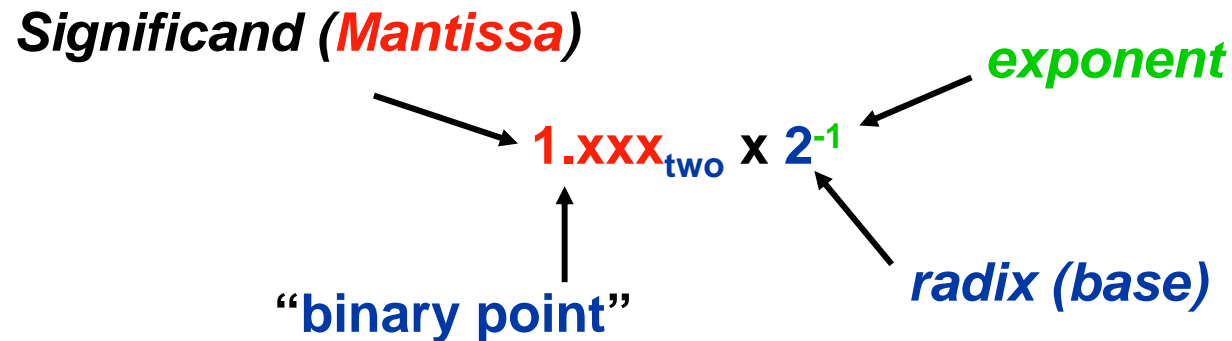 Significand (Mantissa)
exponent
1.xxxtwo x 2-1
“binary point”
radix (base)